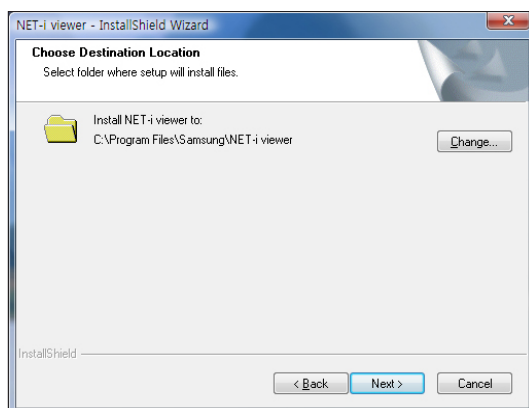 NET-i viewer - InstallShield Wizard
Choose Destination Location
Select folder where setup will install files.
Install NET-i viewer to:
C:\Program Files\Samsung\NET-i viewer
Change...
InstallShield
< Back
Next >
Cancel